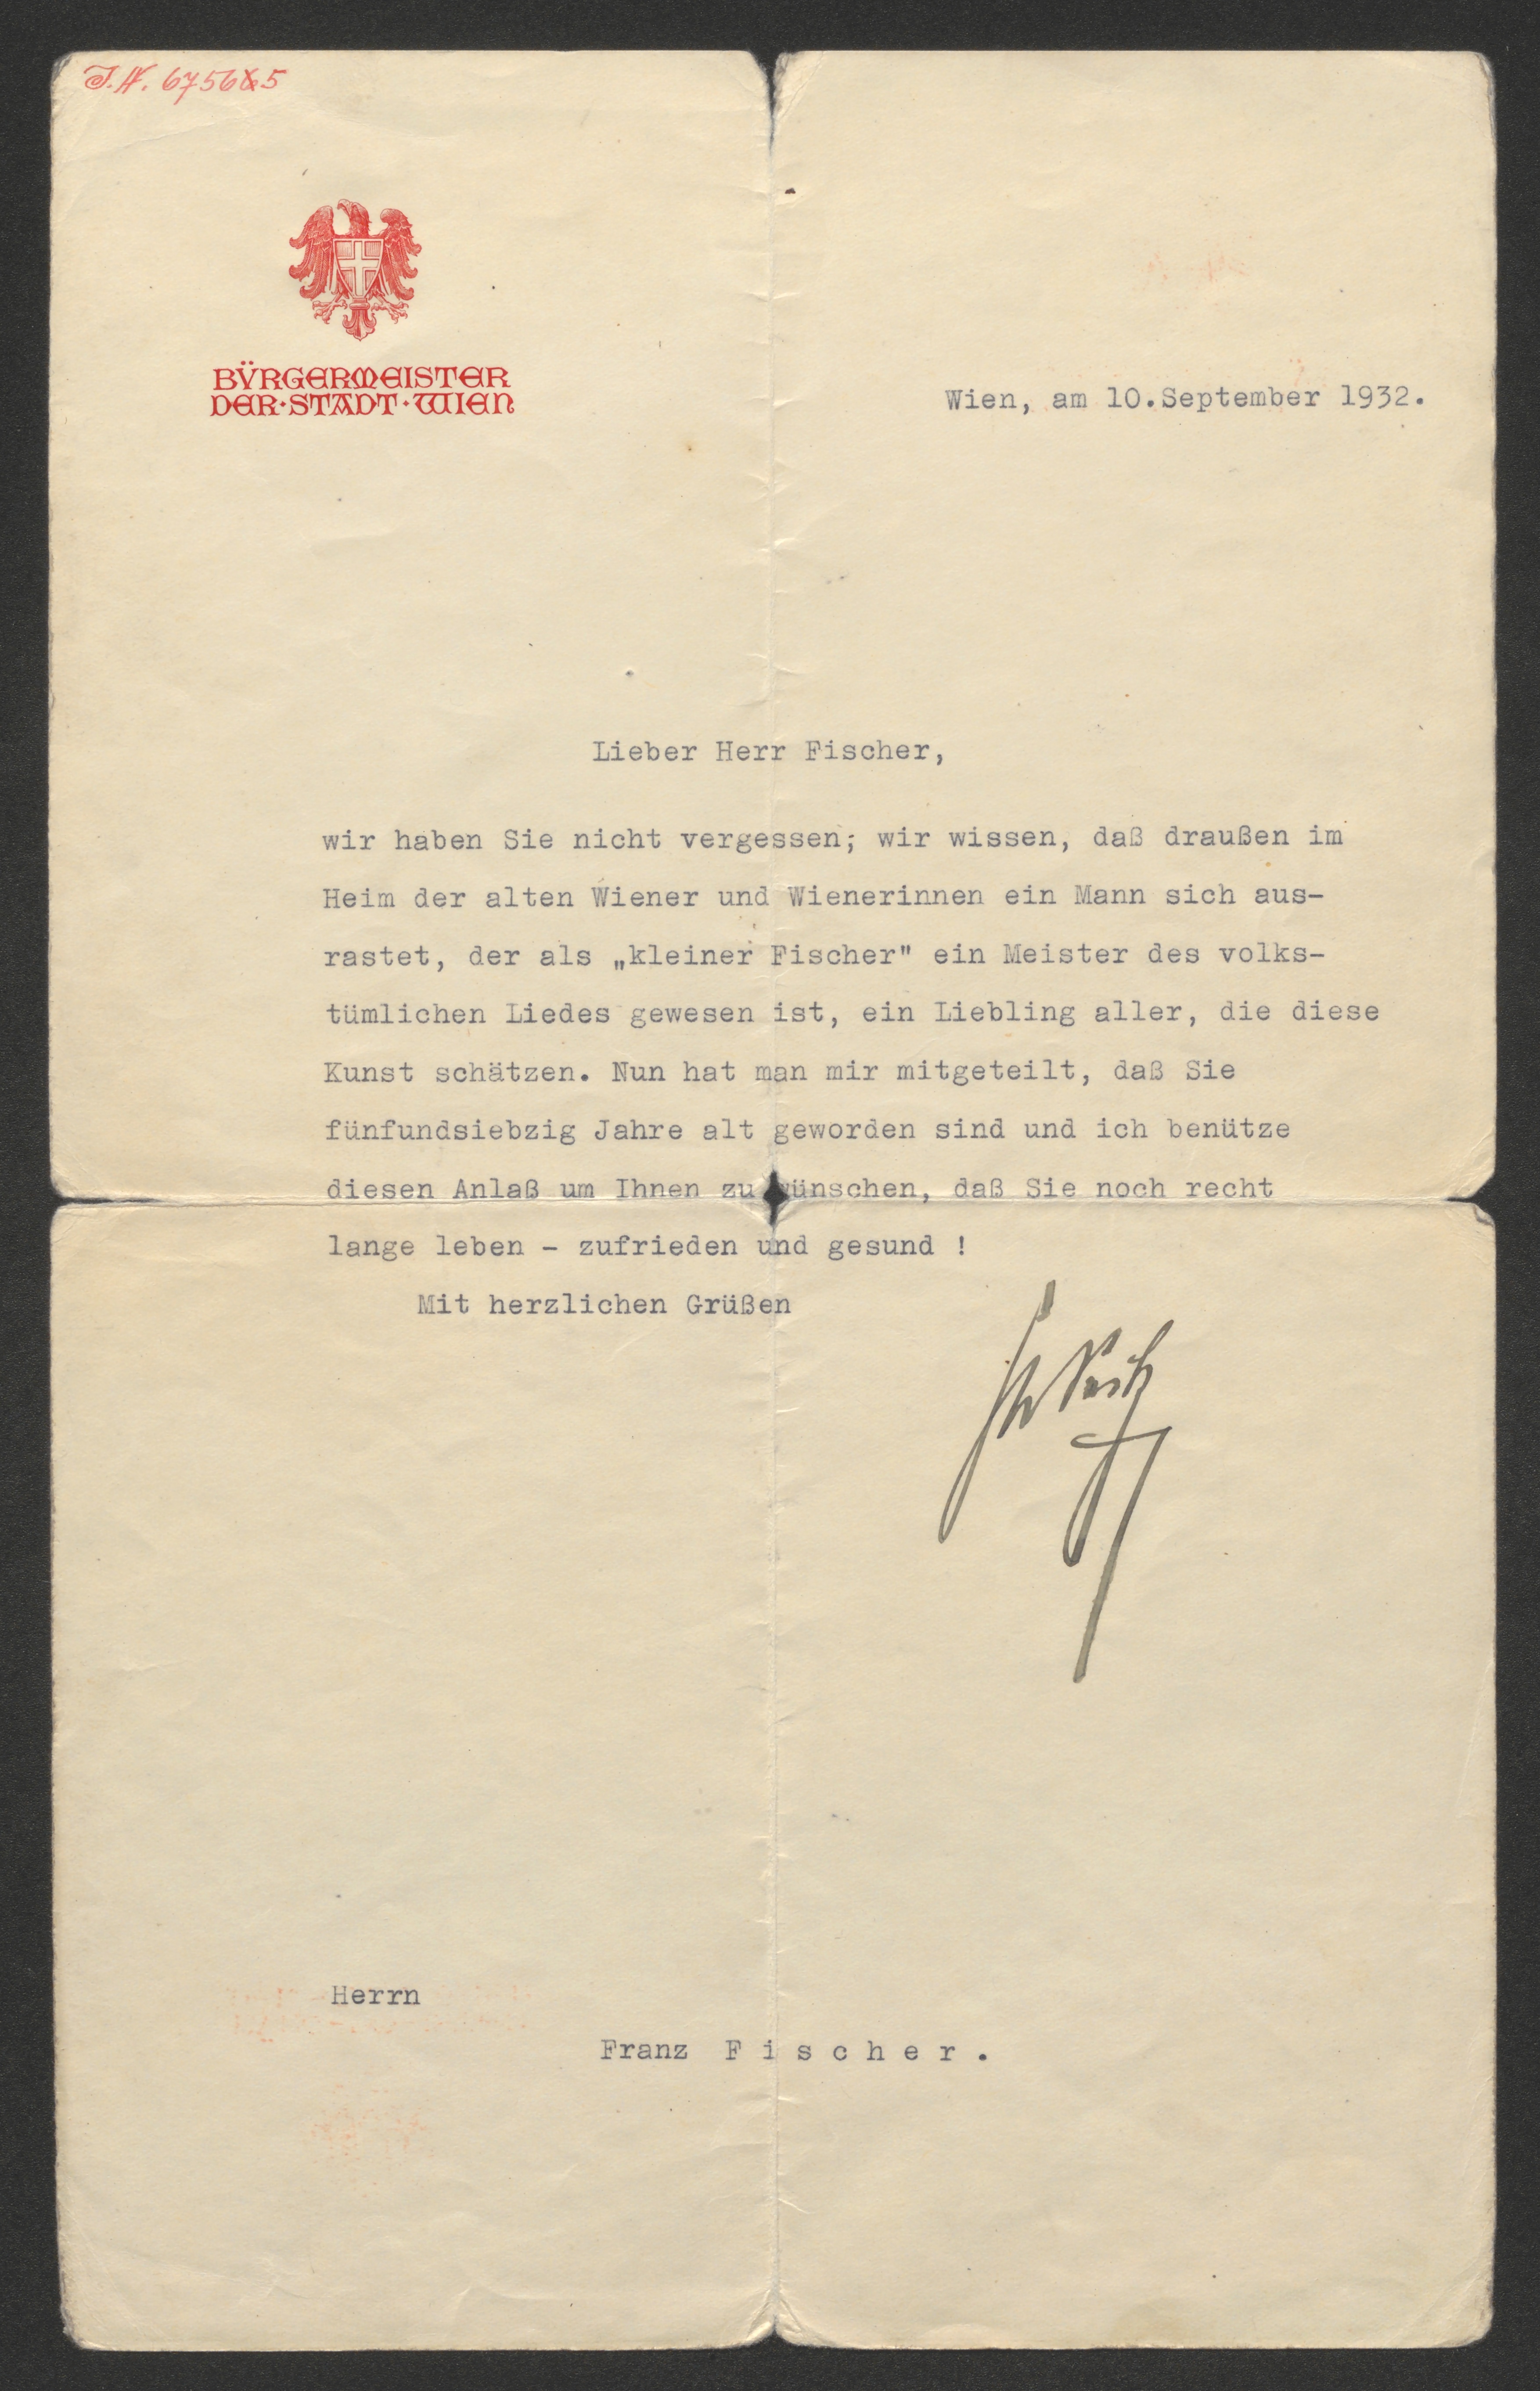 J.N. 67565
BÜRGERMEISTER
DER·STADT·WIEN
Wien, am 10.September 1932.
Lieber Herr Fischer,
wir haben Sie nicht vergessen; wir wissen, daß draußen im
Heim der alten Wiener und Wienerinnen ein Mann sich aus-
rastet, der als „kleiner Fischer" ein Meister des volks-
tümlichen Liedes gewesen ist, ein Liebling aller, die diese
Kunst schätzen. Nun hat man mir mitgeteilt, daß Sie
fünfundsiebzig Jahre alt geworden sind und ich benütze
diesen Anlaß um Ihnen zu wünschen, daß Sie noch recht
lange leben - zufrieden und gesund !
Mit herzlichen Grüßen
Ihr Seitz
Herrn
Franz F i s c h e r .